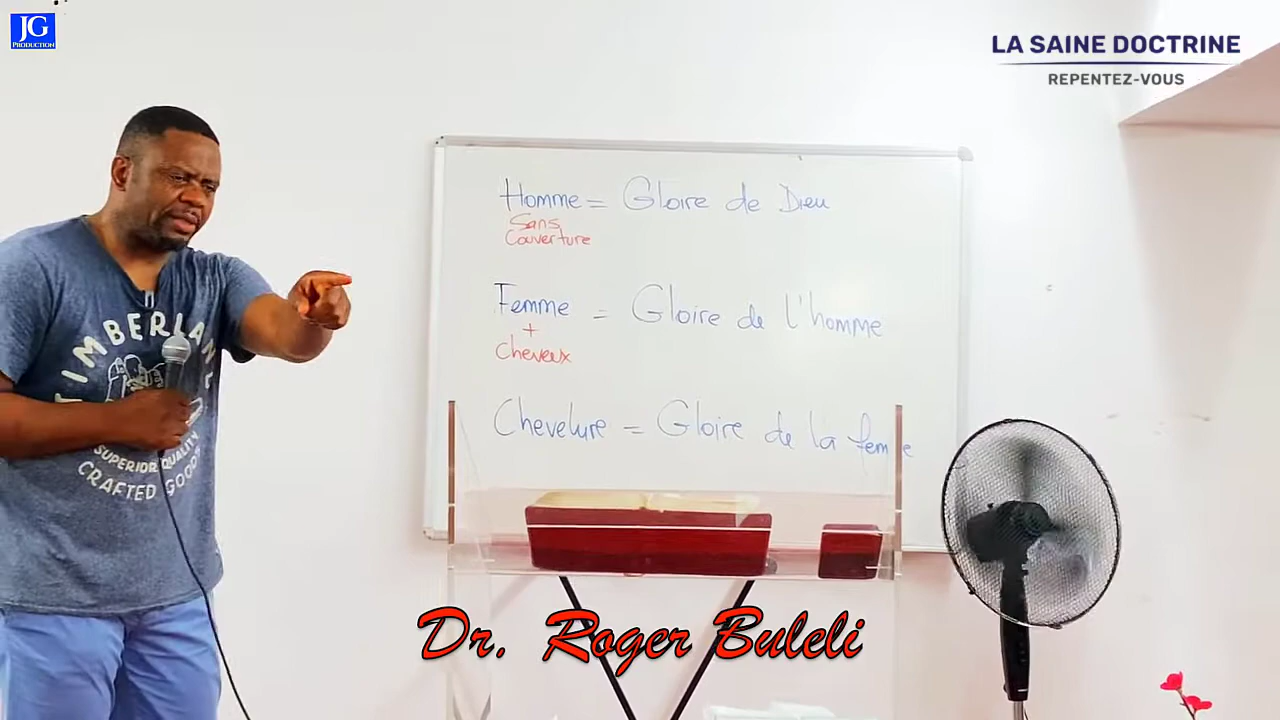 JG
PRODUCTION
LA SAINE DOCTRINE
REPENTEZ-VOUS
Homme = Gloire de Dieu
Sans
Couverture
Femme = Gloire de l'homme
+
cheveux
Chevelure = Gloire de la femme
TIMBERLAN
SUPERIOR QUALITY
CRAFTED GOODS
Dr. Roger Buleli